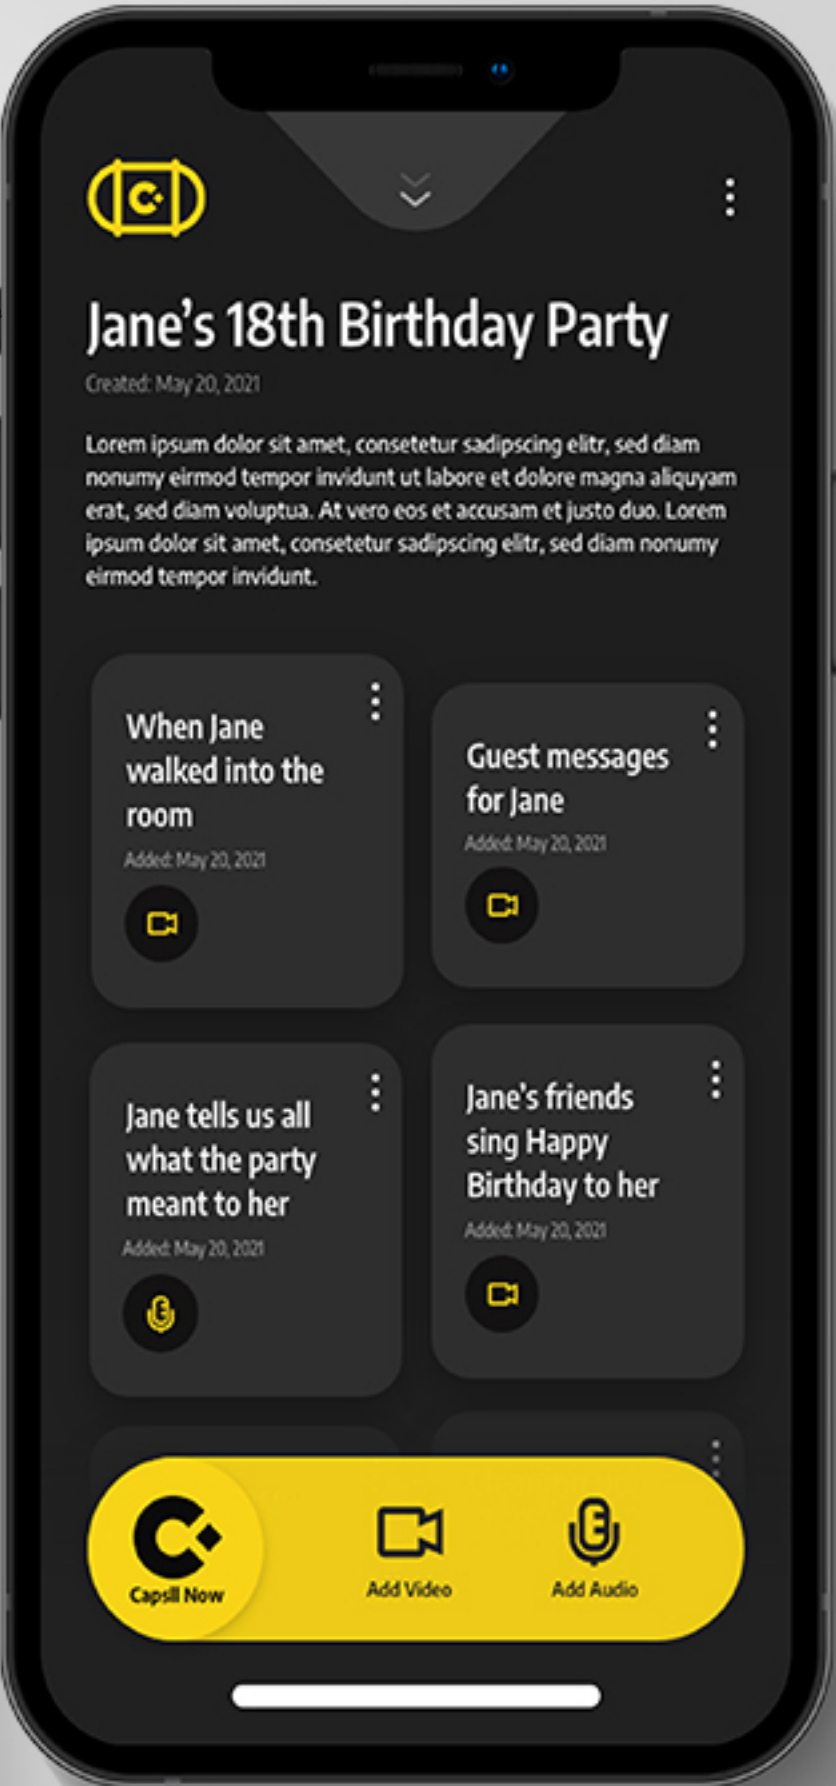 Jane's 18th Birthday Party
Created: May 20, 2021
Lorem ipsum dolor sit amet, consetetur sadipscing elitr, sed diam
nonumy eirmod tempor invidunt ut labore et dolore magna aliquyam
erat, sed diam voluptua. At vero eos et accusam et justo duo. Lorem
ipsum dolor sit amet, consetetur sadipscing elitr, sed diam nonumy
eirmod tempor invidunt.
When Jane
walked into the
room
Added: May 20, 2021
Guest messages
for Jane
Added: May 20, 2021
Jane tells us all
what the party
meant to her
Added: May 20, 2021
Jane's friends
sing Happy
Birthday to her
Added: May 20, 2021
Capsll Now
Add Video
Add Audio